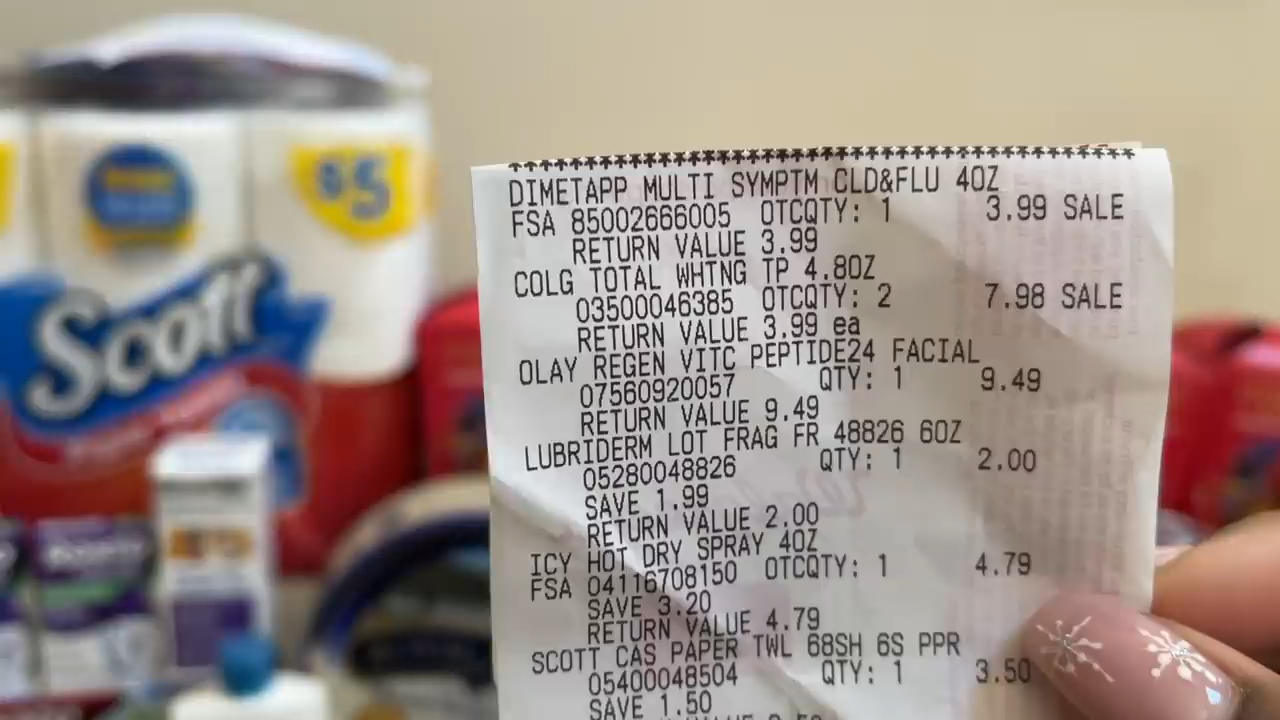 $5
Scott
***********************************************
DIMETAPP MULTI SYMPTM CLD&FLU 4OZ
FSA 85002666005 OTCQTY: 1 3.99 SALE
RETURN VALUE 3.99
COLG TOTAL WHTNG TP 4.8OZ
03500046385 OTCQTY: 2 7.98 SALE
RETURN VALUE 3.99 ea
OLAY REGEN VITC PEPTIDE24 FACIAL
07560920057 QTY: 1 9.49
RETURN VALUE 9.49
LUBRIDERM LOT FRAG FR 48826 6OZ
05280048826 QTY: 1 2.00
SAVE 1.99
RETURN VALUE 2.00
ICY HOT DRY SPRAY 4OZ
FSA 04116708150 OTCQTY: 1 4.79
SAVE 3.20
RETURN VALUE 4.79
SCOTT CAS PAPER TWL 68SH 6S PPR
05400048504 QTY: 1 3.50
SAVE 1.50